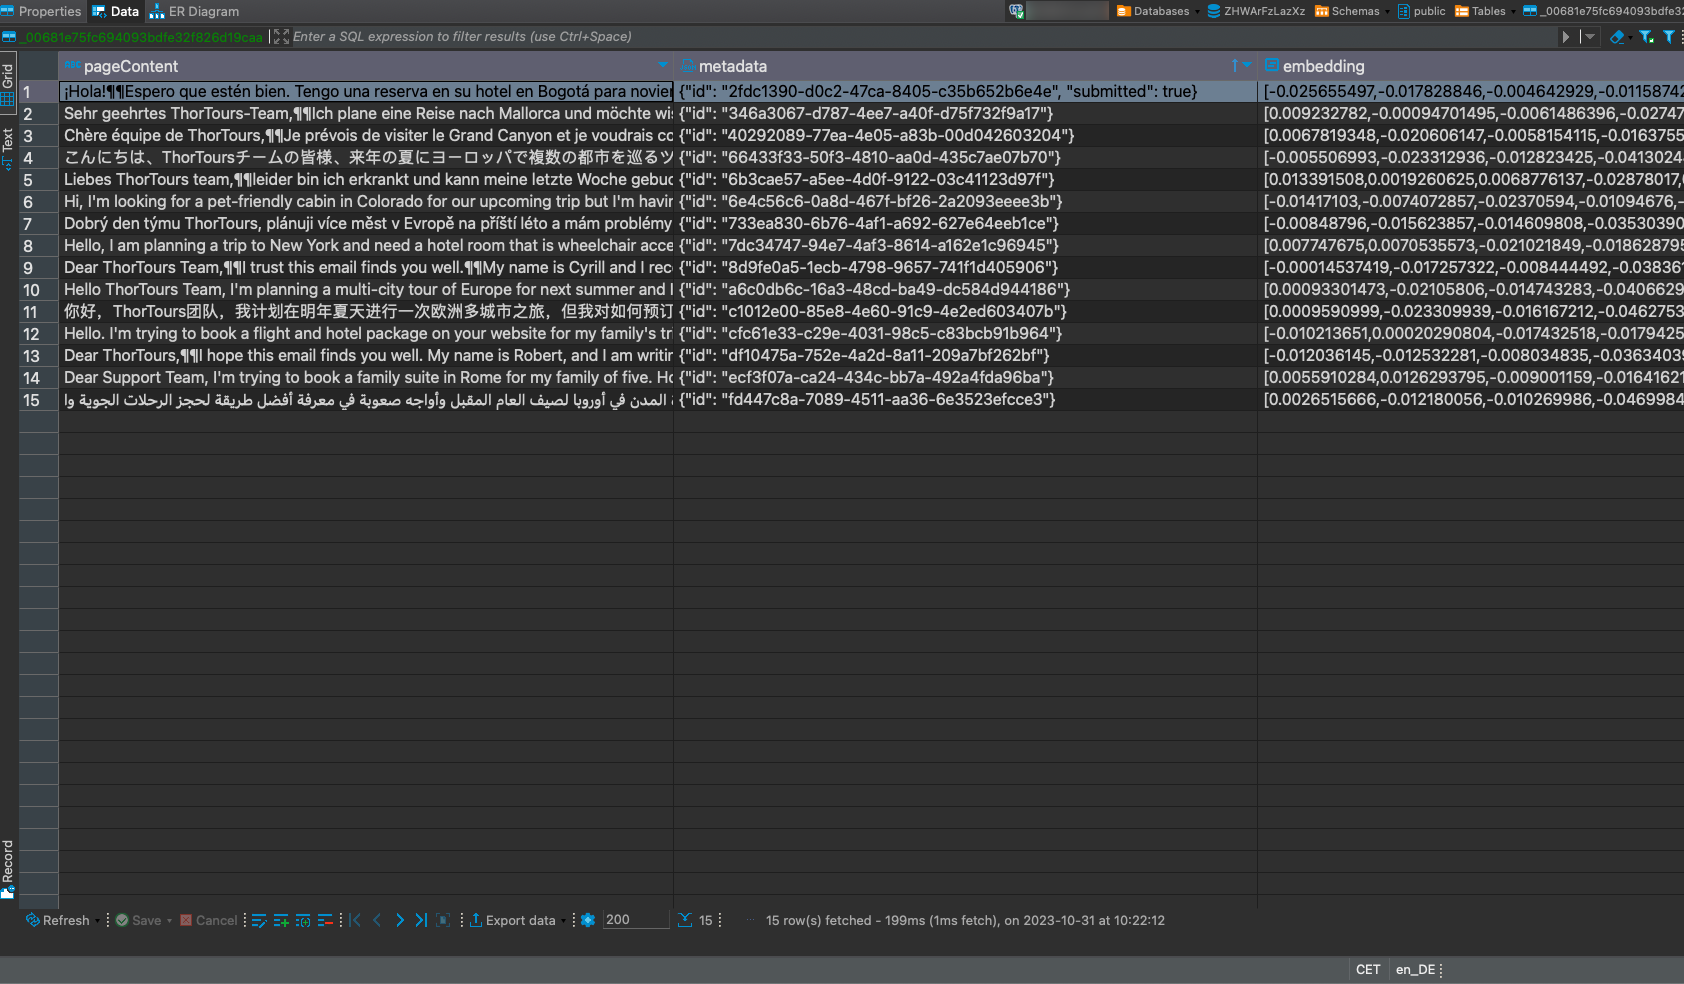 Properties Data ER Diagram Databases ZHWArFzLazXz Schemas public Tables _00681e75fc694093bdfe32
_00681e75fc694093bdfe32f826d19caa Enter a SQL expression to filter results (use Ctrl+Space)
Grid
Text
Record
pageContent metadata embedding
1 ¡Hola!¶¶Espero que estén bien. Tengo una reserva en su hotel en Bogotá para novier {"id": "2fdc1390-d0c2-47ca-8405-c35b652b6e4e", "submitted": true} [-0.025655497,-0.017828846,-0.004642929,-0.01158742
2 Sehr geehrtes ThorTours-Team,¶¶Ich plane eine Reise nach Mallorca und möchte wis {"id": "346a3067-d787-4ee7-a40f-d75f732f9a17"} [0.009232782,-0.00094701495,-0.0061486396,-0.02747
3 Chère équipe de ThorTours,¶¶Je prévois de visiter le Grand Canyon et je voudrais co {"id": "40292089-77ea-4e05-a83b-00d042603204"} [0.0067819348,-0.020606147,-0.0058154115,-0.0163755
4 こんにちは、ThorToursチームの皆様、来年の夏にヨーロッパで複数の都市を巡るツ {"id": "66433f33-50f3-4810-aa0d-435c7ae07b70"} [-0.005506993,-0.023312936,-0.012823425,-0.0413024
5 Liebes ThorTours team,¶¶leider bin ich erkrankt und kann meine letzte Woche gebuc {"id": "6b3cae57-a5ee-4d0f-9122-03c41123d97f"} [0.013391508,0.0019260625,0.0068776137,-0.02878017,
6 Hi, I'm looking for a pet-friendly cabin in Colorado for our upcoming trip but I'm havir {"id": "6e4c56c6-0a8d-467f-bf26-2a2093eeee3b"} [-0.01417103,-0.0074072857,-0.02370594,-0.01094676,-
7 Dobrý den týmu ThorTours, plánuji více měst v Evropě na příští léto a mám problémy {"id": "733ea830-6b76-4af1-a692-627e64eeb1ce"} [-0.00848796,-0.015623857,-0.014609808,-0.03530390
8 Hello, I am planning a trip to New York and need a hotel room that is wheelchair acce {"id": "7dc34747-94e7-4af3-8614-a162e1c96945"} [0.007747675,0.0070535573,-0.021021849,-0.018628795
9 Dear ThorTours Team,¶¶I trust this email finds you well.¶¶My name is Cyrill and I rec {"id": "8d9fe0a5-1ecb-4798-9657-741f1d405906"} [-0.00014537419,-0.017257322,-0.008444492,-0.038361
10 Hello ThorTours Team, I'm planning a multi-city tour of Europe for next summer and I {"id": "a6c0db6c-16a3-48cd-ba49-dc584d944186"} [0.00093301473,-0.02105806,-0.014743283,-0.0406629
11 你好，ThorTours团队，我计划在明年夏天进行一次欧洲多城市之旅，但我对如何预订 {"id": "c1012e00-85e8-4e60-91c9-4e2ed603407b"} [0.0009590999,-0.023309939,-0.016167212,-0.0462753
12 Hello. I'm trying to book a flight and hotel package on your website for my family's tr {"id": "cfc61e33-c29e-4031-98c5-c83bcb91b964"} [-0.010213651,0.00020290804,-0.017432518,-0.0179425
13 Dear ThorTours,¶¶I hope this email finds you well. My name is Robert, and I am writir {"id": "df10475a-752e-4a2d-8a11-209a7bf262bf"} [-0.012036145,-0.012532281,-0.008034835,-0.0363403
14 Dear Support Team, I'm trying to book a family suite in Rome for my family of five. Ho {"id": "ecf3f07a-ca24-434c-bb7a-492a4fda96ba"} [0.0055910284,0.0126293795,-0.009001159,-0.01641621
15 المدن في أوروبا لصيف العام المقبل وأواجه صعوبة في معرفة أفضل طريقة لحجز الرحلات الجوية وا {"id": "fd447c8a-7089-4511-aa36-6e3523efcce3"} [0.0026515666,-0.012180056,-0.010269986,-0.0469984
Refresh Save Cancel Export data 200 15 15 row(s) fetched - 199ms (1ms fetch), on 2023-10-31 at 10:22:12
CET en_DE